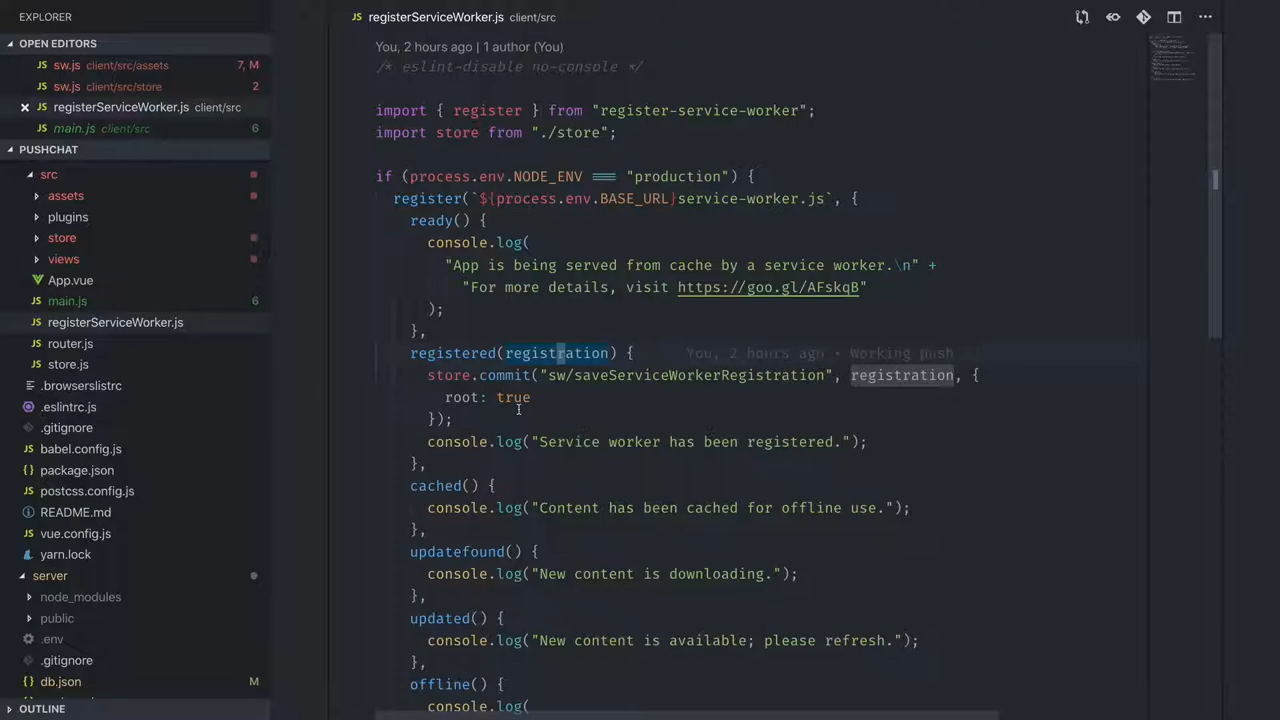 EXPLORER
OPEN EDITORS
JS sw.js client/src/assets 7, M
JS sw.js client/src/store 2
JS registerServiceWorker.js client/src
JS main.js client/src 6
PUSHCHAT
src
assets
plugins
store
views
App.vue
JS main.js 6
JS registerServiceWorker.js
JS router.js
JS store.js
.browserslistrc
.eslintrc.js
.gitignore
JS babel.config.js
{} package.json
JS postcss.config.js
README.md
JS vue.config.js
yarn.lock
server
node_modules
public
.env
.gitignore
{} db.json M
OUTLINE
JS registerServiceWorker.js client/src
You, 2 hours ago | 1 author (You)
/* eslint-disable no-console */
import { register } from "register-service-worker";
import store from "./store";
if (process.env.NODE_ENV === "production") {
register(`${process.env.BASE_URL}service-worker.js`, {
ready() {
console.log(
"App is being served from cache by a service worker.\n" +
"For more details, visit https://goo.gl/AFskqB"
);
},
registered(registration) { You, 2 hours ago • Working push
store.commit("sw/saveServiceWorkerRegistration", registration, {
root: true
});
console.log("Service worker has been registered.");
},
cached() {
console.log("Content has been cached for offline use.");
},
updatefound() {
console.log("New content is downloading.");
},
updated() {
console.log("New content is available; please refresh.");
},
offline() {
console.log(